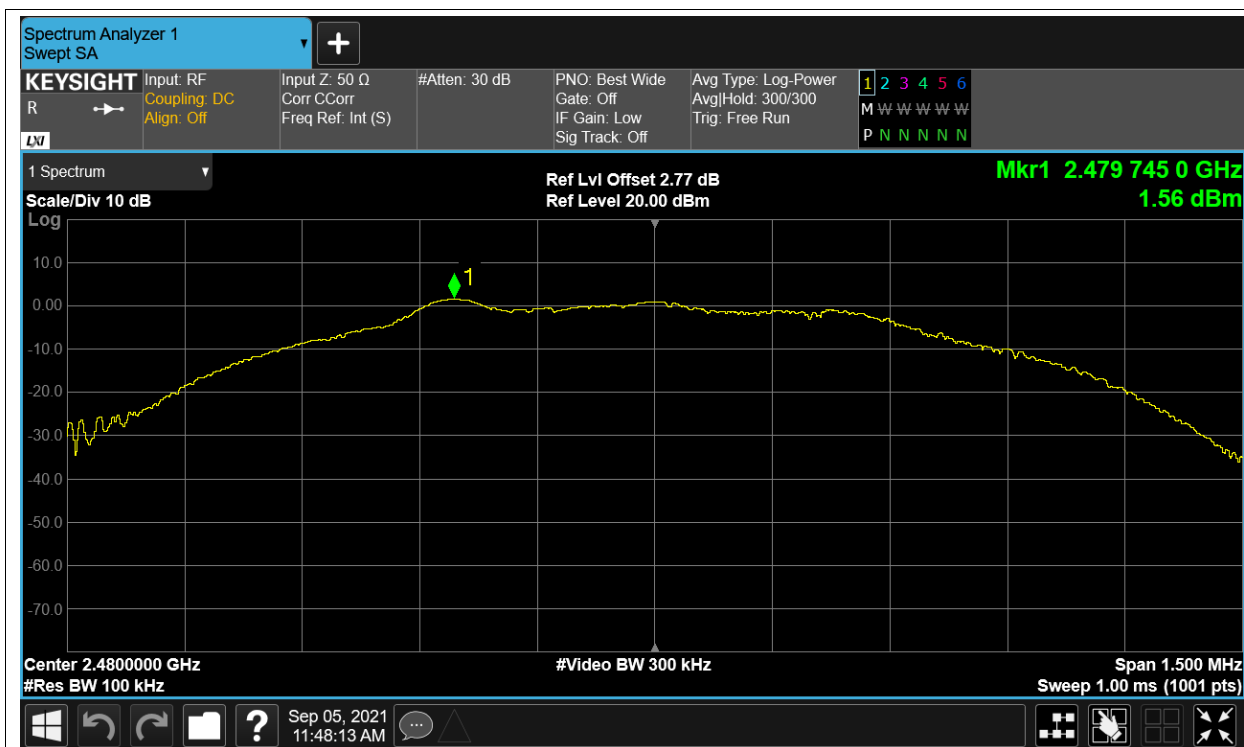 Spectrum Analyzer 1
Swept SA
KEYSIGHT
R
LXI
Input: RF
Coupling: DC
Align: Off
Input Z: 50 Ω
Corr CCorr
Freq Ref: Int (S)
#Atten: 30 dB
PNO: Best Wide
Gate: Off
IF Gain: Low
Sig Track: Off
Avg Type: Log-Power
Avg|Hold: 300/300
Trig: Free Run
1 2 3 4 5 6
M W W W W W
P N N N N N
1 Spectrum
Scale/Div 10 dB
Log
Ref Lvl Offset 2.77 dB
Ref Level 20.00 dBm
Mkr1 2.479 745 0 GHz
1.56 dBm
10.0
0.00
-10.0
-20.0
-30.0
-40.0
-50.0
-60.0
-70.0
1
Center 2.4800000 GHz
#Res BW 100 kHz
#Video BW 300 kHz
Span 1.500 MHz
Sweep 1.00 ms (1001 pts)
?
Sep 05, 2021
11:48:13 AM